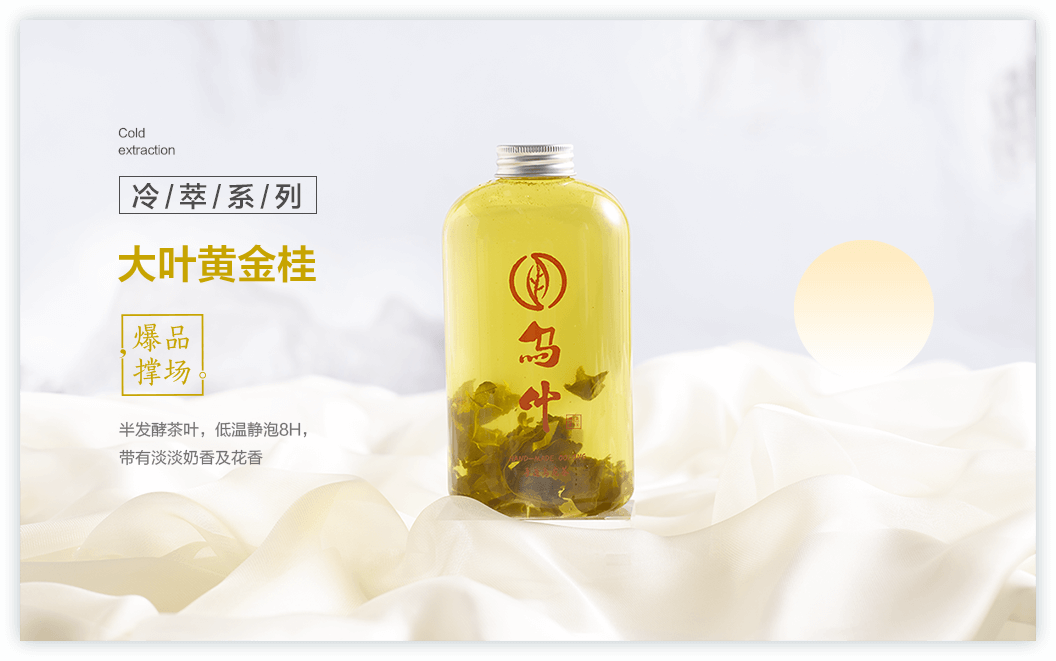 Cold
extraction
冷/萃/系/列
大叶黄金桂
爆品
撑场
半发酵茶叶，低温静泡8H，
带有淡淡奶香及花香
乌
叶